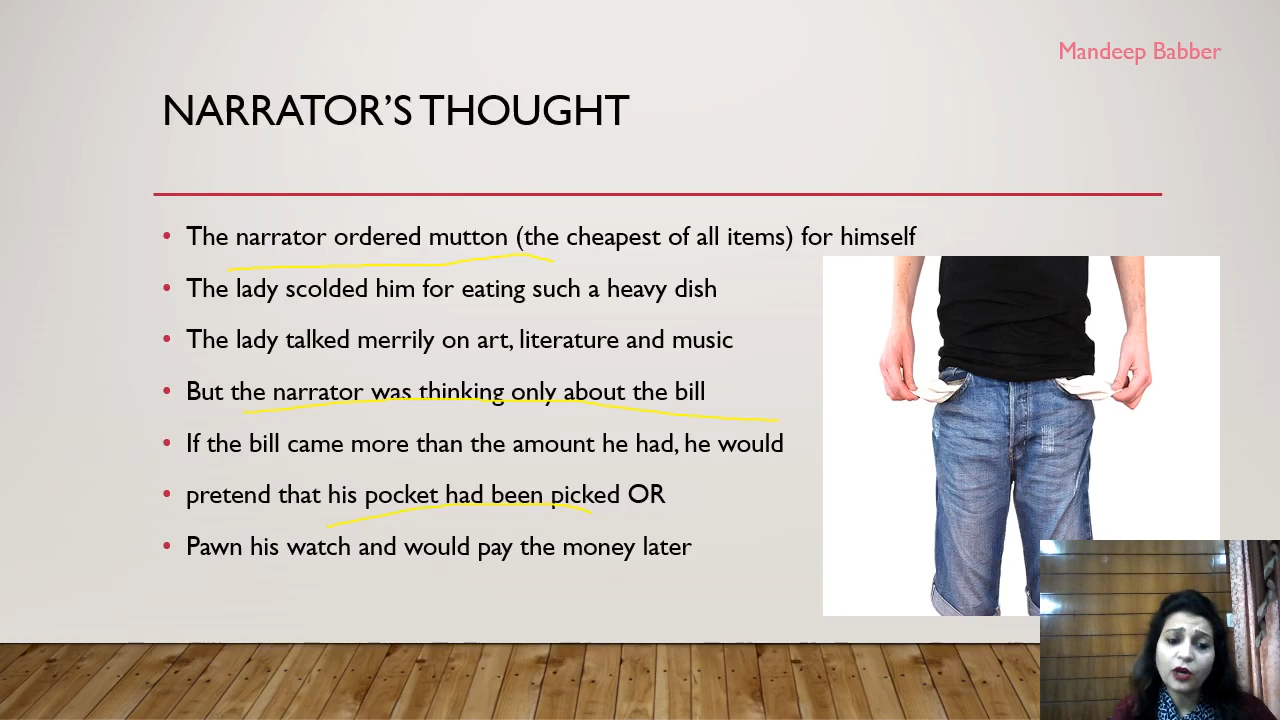 Mandeep Babber
NARRATOR'S THOUGHT
• The narrator ordered mutton (the cheapest of all items) for himself
• The lady scolded him for eating such a heavy dish
• The lady talked merrily on art, literature and music
• But the narrator was thinking only about the bill
• If the bill came more than the amount he had, he would
• pretend that his pocket had been picked OR
• Pawn his watch and would pay the money later